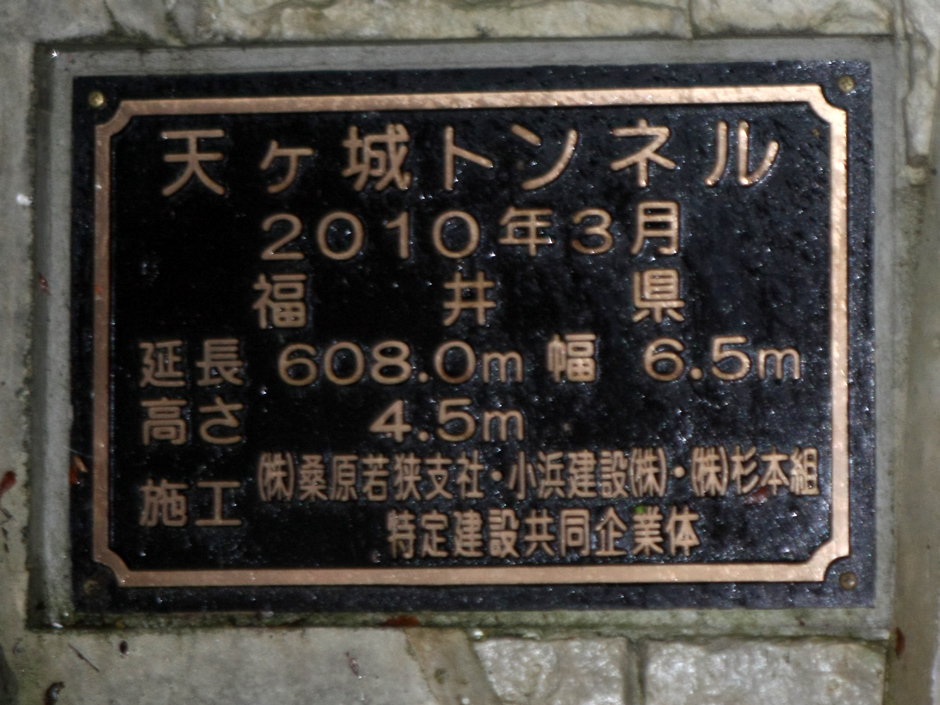 天ヶ城トンネル
2010年3月
福井県
延長 608.0m 幅 6.5m
高さ 4.5m
施工 ㈱桑原若狭支社・小浜建設㈱・㈱杉本組
特定建設共同企業体